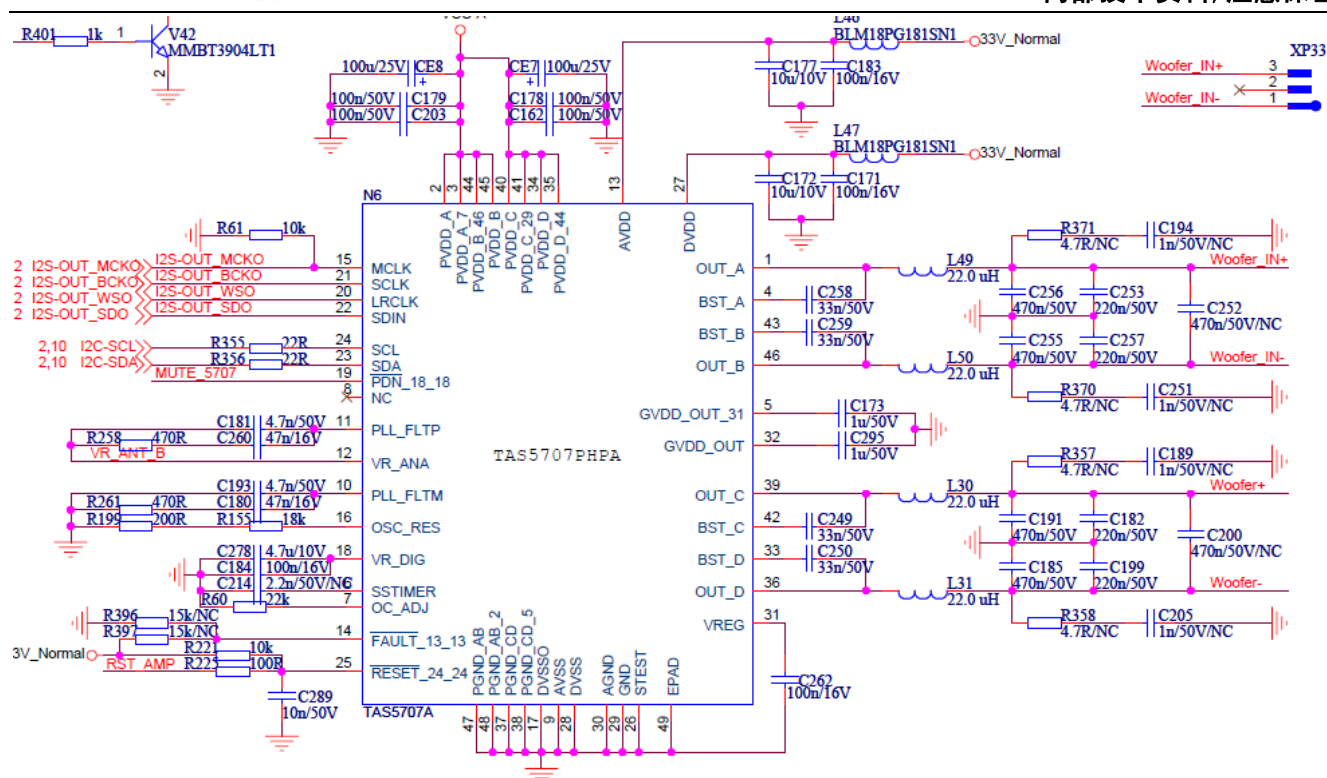 R401
1k
1
V42
MMBT3904LT1
2
L46
BLM18PG181SN1
33V_Normal
C177
10u/10V
C183
100n/16V
XP33
Woofer_IN+
3
2
Woofer_IN-
1
100u/25V
CE8
+
CE7
100u/25V
+
100n/50V
C179
C178
100n/50V
100n/50V
C203
C162
100n/50V
L47
BLM18PG181SN1
33V_Normal
C172
10u/10V
C171
100n/16V
N6
2
3
44
45
40
41
34
35
13
27
PVDD_A
PVDD_A_7
PVDD_B_46
PVDD_B
PVDD_C
PVDD_C_29
PVDD_D
PVDD_D_44
AVDD
DVDD
R61
10k
2 I2S-OUT_MCKO
I2S-OUT_MCKO
15
MCLK
2 I2S-OUT_BCKO
I2S-OUT_BCKO
21
SCLK
2 I2S-OUT_WSO
I2S-OUT_WSO
20
LRCLK
2 I2S-OUT_SDO
I2S-OUT_SDO
22
SDIN
2,10 I2C-SCL
R355
22R
24
SCL
2,10 I2C-SDA
R356
22R
23
SDA
MUTE_5707
19
PDN_18_18
8
NC
C181
4.7n/50V
11
PLL_FLTP
R258
470R
C260
47n/16V
VR_ANT_B
12
VR_ANA
C193
4.7n/50V
10
PLL_FLTM
R261
470R
C180
47n/16V
R199
200R
R155
18k
16
OSC_RES
C278
4.7u/10V
18
VR_DIG
C184
100n/16V
C214
2.2n/50V/NC
6
SSTIMER
R60
22k
7
OC_ADJ
R396
15k/NC
R397
15k/NC
14
FAULT_13_13
3V_Normal
R221
10k
RST_AMP
R225
100R
25
RESET_24_24
C289
10n/50V
TAS5707PHPA
TAS5707A
PGND_AB
PGND_AB_2
PGND_CD
PGND_CD_5
DVSSO
AVSS
DVSS
AGND
GND
STEST
EPAD
47
48
37
38
17
9
28
30
29
26
49
OUT_A
1
BST_A
4
C258
33n/50V
BST_B
43
C259
33n/50V
OUT_B
46
GVDD_OUT_31
5
C173
1u/50V
GVDD_OUT
32
C295
1u/50V
OUT_C
39
BST_C
42
C249
33n/50V
BST_D
33
C250
33n/50V
OUT_D
36
VREG
31
C262
100n/16V
R371
4.7R/NC
C194
1n/50V/NC
L49
22.0 uH
Woofer_IN+
C256
470n/50V
C253
220n/50V
C252
470n/50V/NC
C255
470n/50V
C257
220n/50V
L50
22.0 uH
Woofer_IN-
R370
4.7R/NC
C251
1n/50V/NC
R357
4.7R/NC
C189
1n/50V/NC
L30
22.0 uH
Woofer+
C191
470n/50V
C182
220n/50V
C200
470n/50V/NC
C185
470n/50V
C199
220n/50V
L31
22.0 uH
Woofer-
R358
4.7R/NC
C205
1n/50V/NC